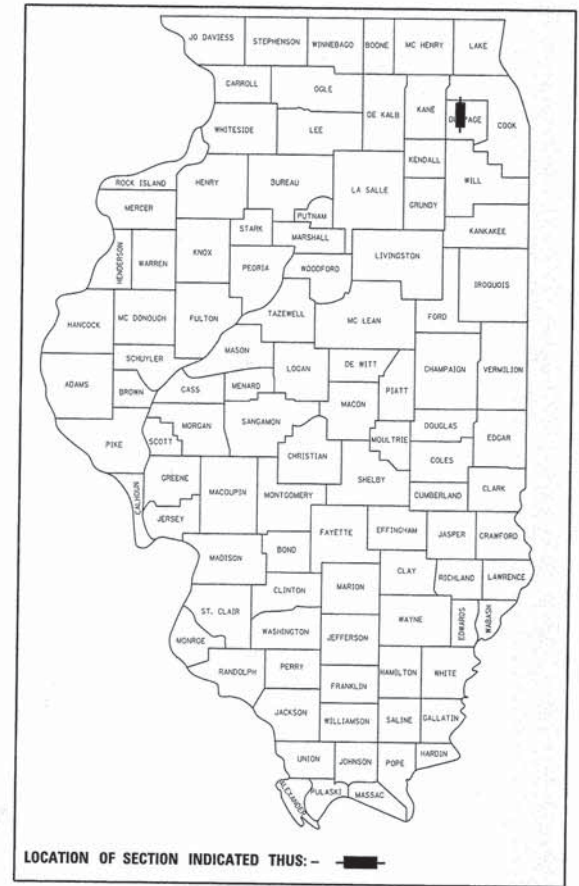 JO DAVIESS STEPHENSON WINNEBAGO BOONE MC HENRY LAKE
CARROLL OGLE DE KALB KANE COOK
WHITESIDE LEE
KENDALL WILL
ROCK ISLAND HENRY BUREAU LA SALLE GRUNDY
MERCER PUTNAM
STARK MARSHALL KANKAKEE
HENDERSON WARREN KNOX PEORIA WOODFORD LIVINGSTON
IROQUOIS
HANCOCK MC DONOUGH FULTON TAZEWELL MC LEAN FORD
MASON
SCHUYLER DE WITT CHAMPAIGN VERMILION
ADAMS BROWN CASS MENARD LOGAN PIATT
MACON
PIKE SCOTT MORGAN SANGAMON MOULTRIE DOUGLAS EDGAR
CHRISTIAN COLES
CALHOUN GREENE MACOUPIN MONTGOMERY SHELBY CUMBERLAND CLARK
JERSEY
FAYETTE EFFINGHAM JASPER CRAWFORD
MADISON BOND
CLAY RICHLAND LAWRENCE
CLINTON MARION
ST. CLAIR WAYNE EDWARDS WABASH
MONROE WASHINGTON JEFFERSON
RANDOLPH PERRY HAMILTON WHITE
FRANKLIN
JACKSON WILLIAMSON SALINE GALLATIN
UNION JOHNSON POPE HARDIN
ALEXANDER PULASKI MASSAC
LOCATION OF SECTION INDICATED THUS: –